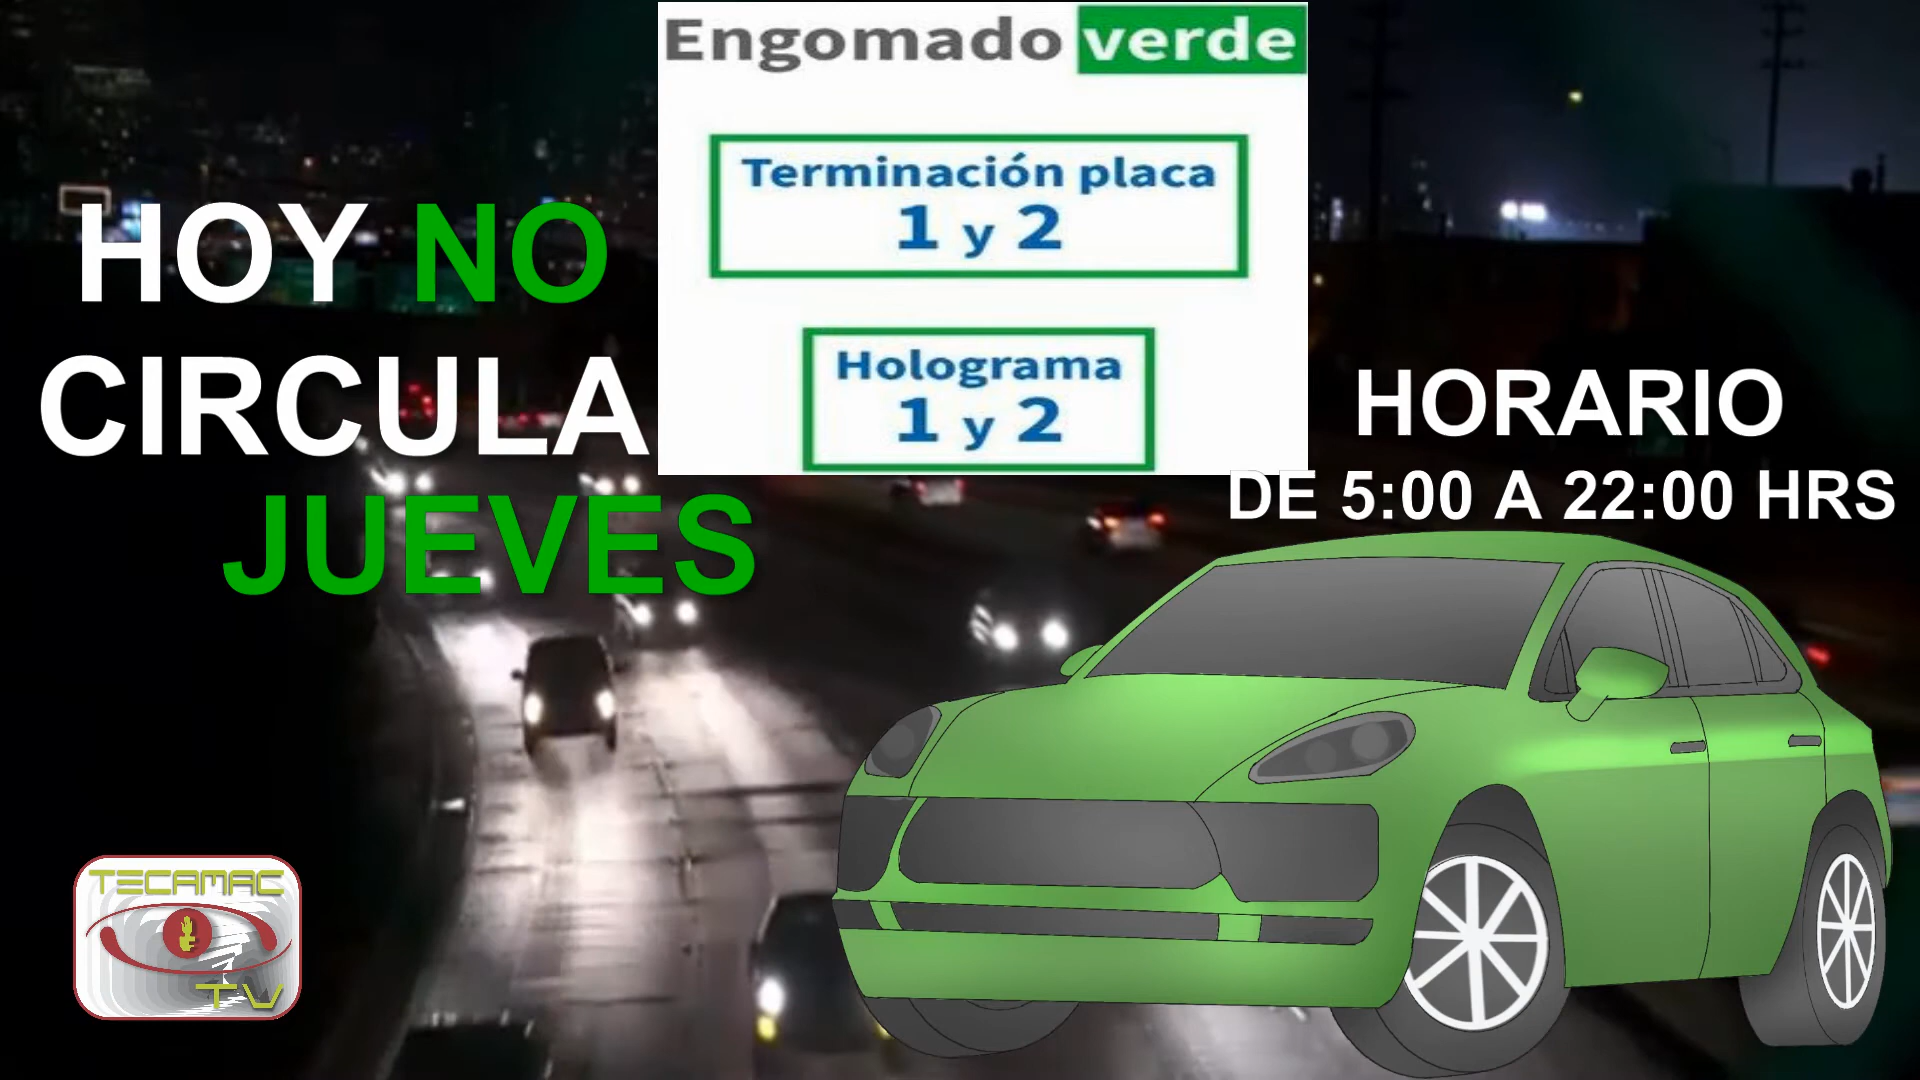 Engomado verde
Terminación placa
1 y 2
Holograma
1 y 2
HOY NO
CIRCULA
JUEVES
HORARIO
DE 5:00 A 22:00 HRS
TECAMAC
TV